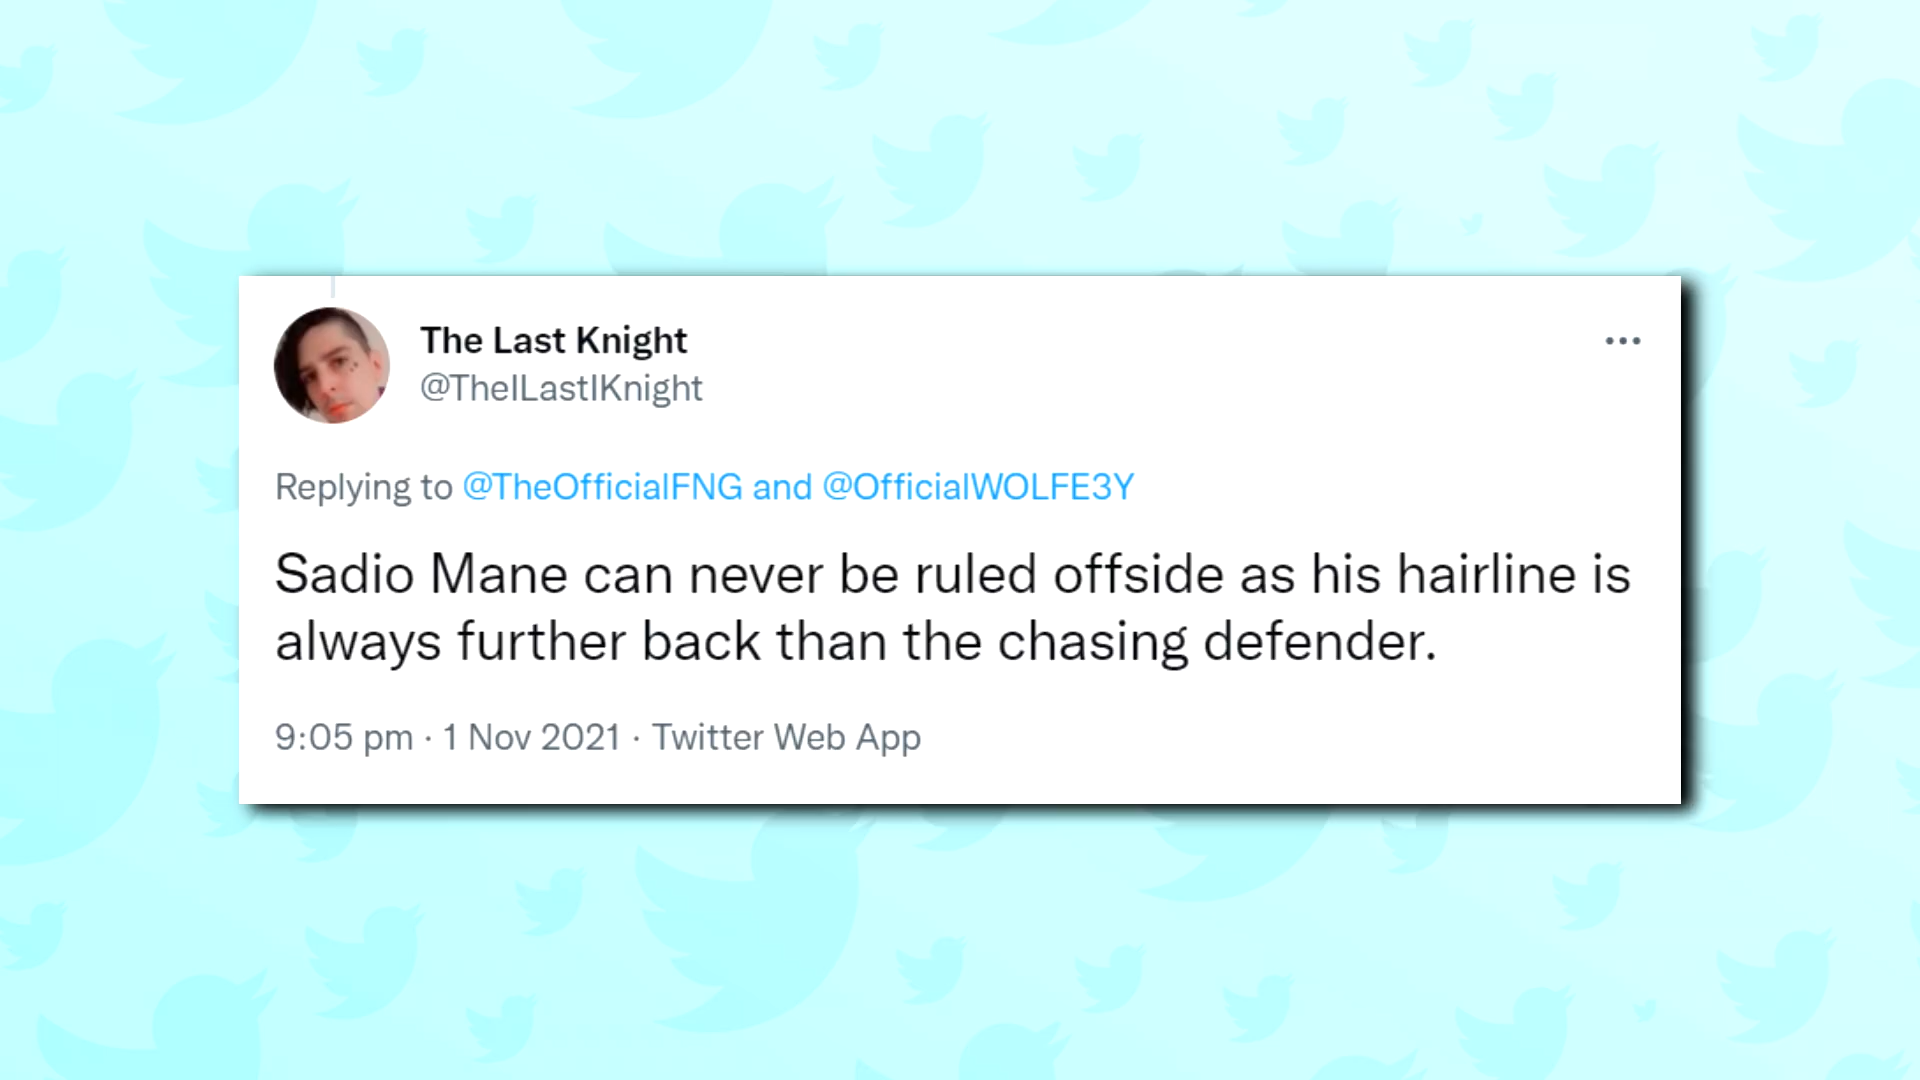 The Last Knight
@TheILastIKnight
Replying to @TheOfficialFNG and @OfficialWOLFE3Y
Sadio Mane can never be ruled offside as his hairline is
always further back than the chasing defender.
9:05 pm · 1 Nov 2021 · Twitter Web App